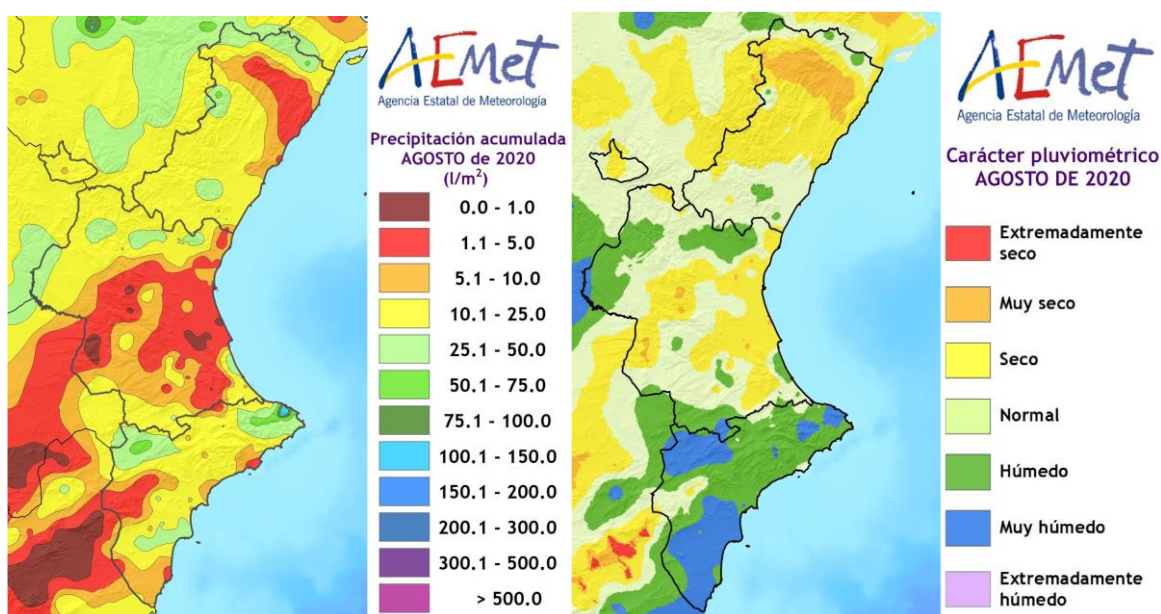 AEMet
Agencia Estatal de Meteorología
Precipitación acumulada
AGOSTO de 2020
(l/m²)
0.0 - 1.0
1.1 - 5.0
5.1 - 10.0
10.1 - 25.0
25.1 - 50.0
50.1 - 75.0
75.1 - 100.0
100.1 - 150.0
150.1 - 200.0
200.1 - 300.0
300.1 - 500.0
> 500.0
AEMet
Agencia Estatal de Meteorología
Carácter pluviométrico
AGOSTO DE 2020
Extremadamente
seco
Muy seco
Seco
Normal
Húmedo
Muy húmedo
Extremadamente
húmedo